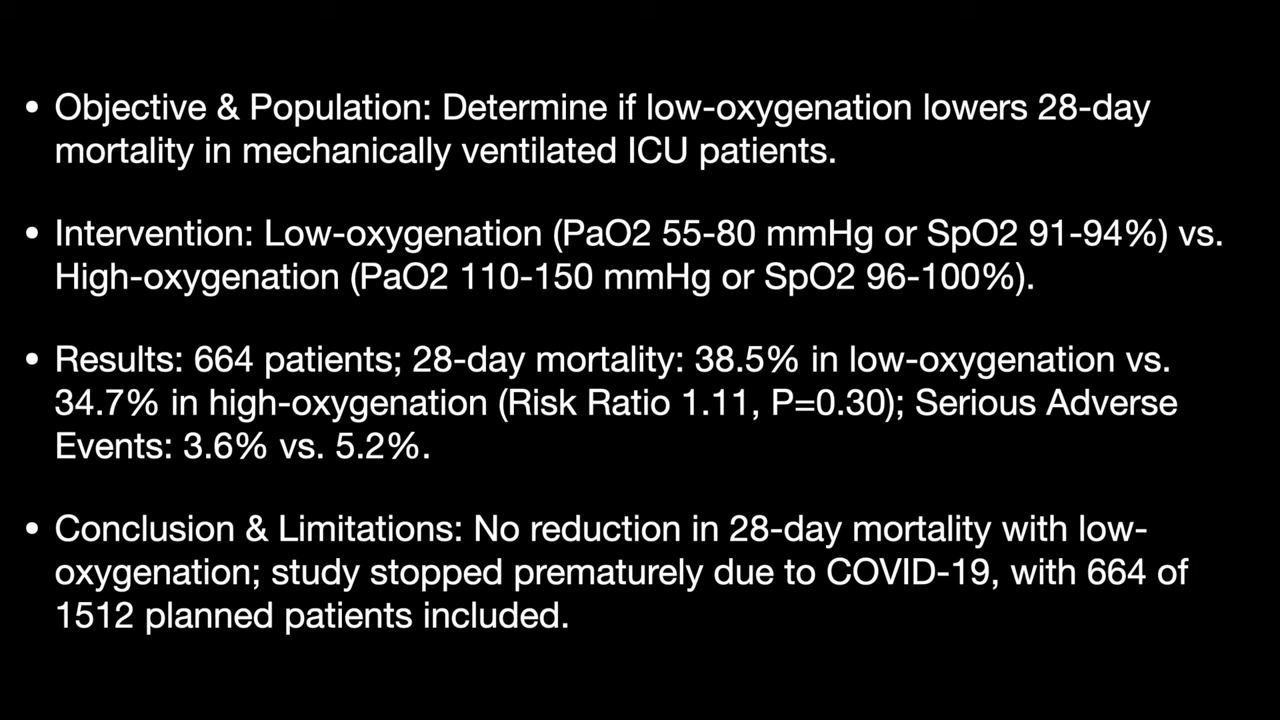 • Objective & Population: Determine if low-oxygenation lowers 28-day
mortality in mechanically ventilated ICU patients.
• Intervention: Low-oxygenation (PaO2 55-80 mmHg or SpO2 91-94%) vs.
High-oxygenation (PaO2 110-150 mmHg or SpO2 96-100%).
• Results: 664 patients; 28-day mortality: 38.5% in low-oxygenation vs.
34.7% in high-oxygenation (Risk Ratio 1.11, P=0.30); Serious Adverse
Events: 3.6% vs. 5.2%.
• Conclusion & Limitations: No reduction in 28-day mortality with low-
oxygenation; study stopped prematurely due to COVID-19, with 664 of
1512 planned patients included.